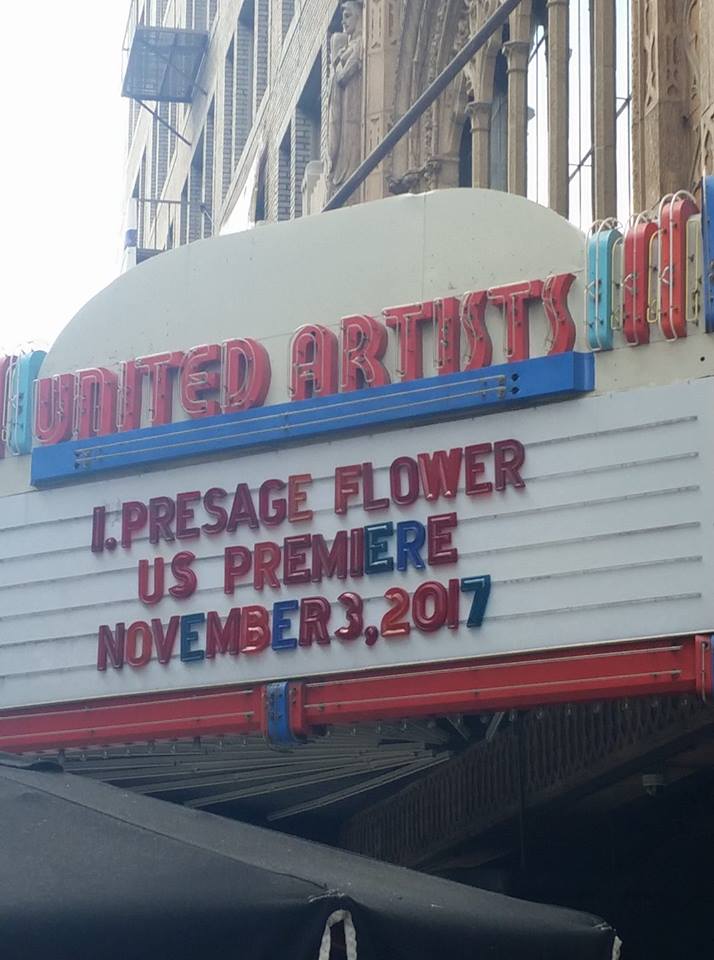 UNITED ARTISTS
I.PRESAGE FLOWER
US PREMIERE
NOVEMBER 3,2017